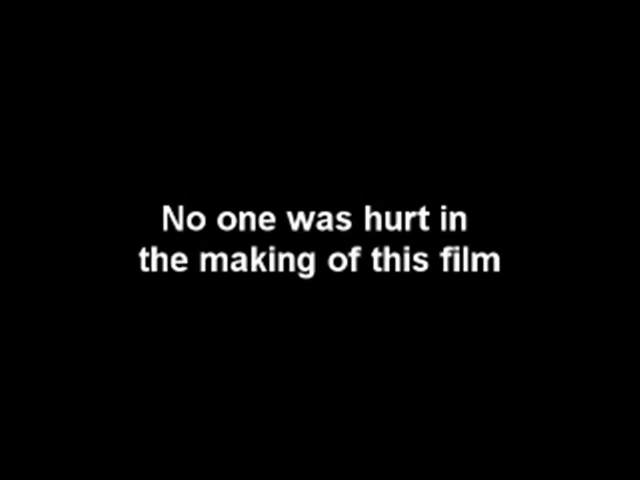 No one was hurt in
the making of this film